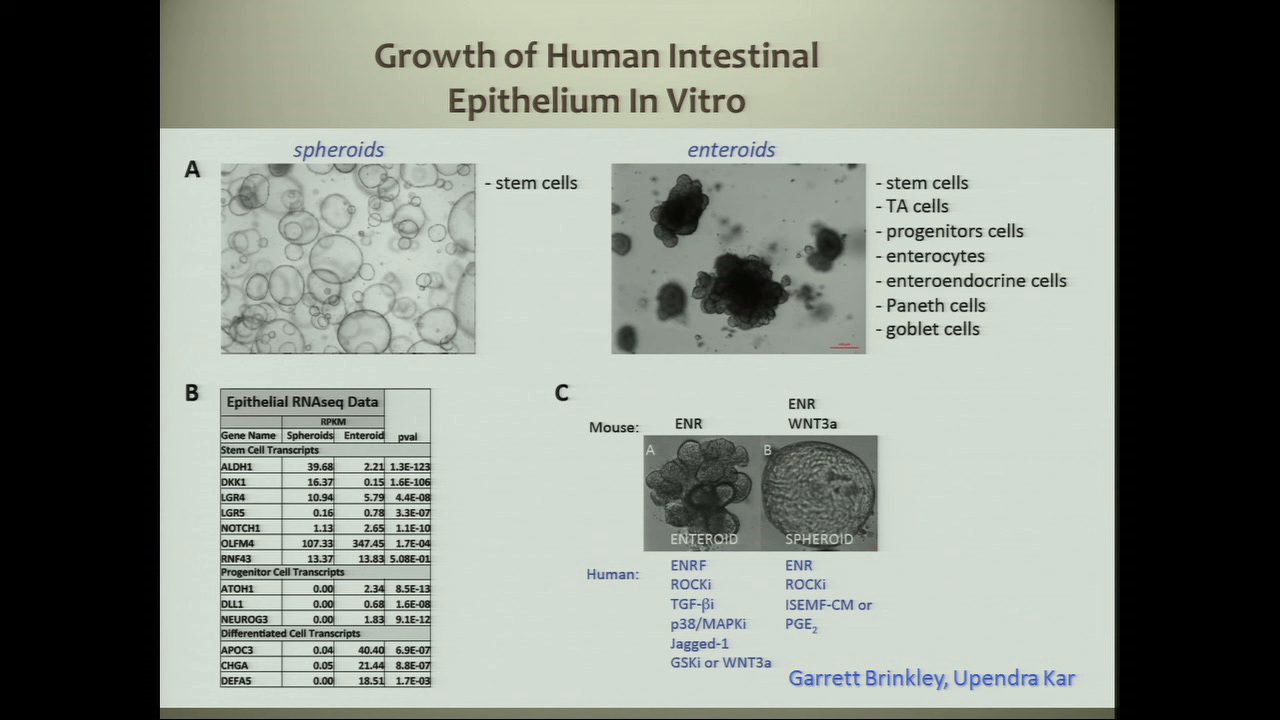 Growth of Human Intestinal
Epithelium In Vitro
A
spheroids
- stem cells
enteroids
- stem cells
- TA cells
- progenitors cells
- enterocytes
- enteroendocrine cells
- Paneth cells
- goblet cells
B
Epithelial RNAseq Data
RPKM
Gene Name Spheroids Enteroid pval
Stem Cell Transcripts
ALDH1 39.68 2.21 1.3E-123
DKK1 16.37 0.15 1.6E-106
LGR4 10.94 5.79 4.4E-08
LGR5 0.16 0.78 3.3E-07
NOTCH1 1.13 2.65 1.1E-10
OLFM4 107.33 347.45 1.7E-04
RNF43 13.37 13.83 5.08E-01
Progenitor Cell Transcripts
ATOH1 0.00 2.34 8.5E-13
DLL1 0.00 0.68 1.6E-08
NEUROG3 0.00 1.83 9.1E-12
Differentiated Cell Transcripts
APOC3 0.04 40.40 6.9E-07
CHGA 0.05 21.44 8.8E-07
DEFA5 0.00 18.51 1.7E-03
C
Mouse:
ENR
ENR
WNT3a
A
ENTEROID
B
SPHEROID
Human:
ENRF
ROCKi
TGF-βi
p38/MAPKi
Jagged-1
GSKi or WNT3a
ENR
ROCKi
ISEMF-CM or
PGE₂
Garrett Brinkley, Upendra Kar